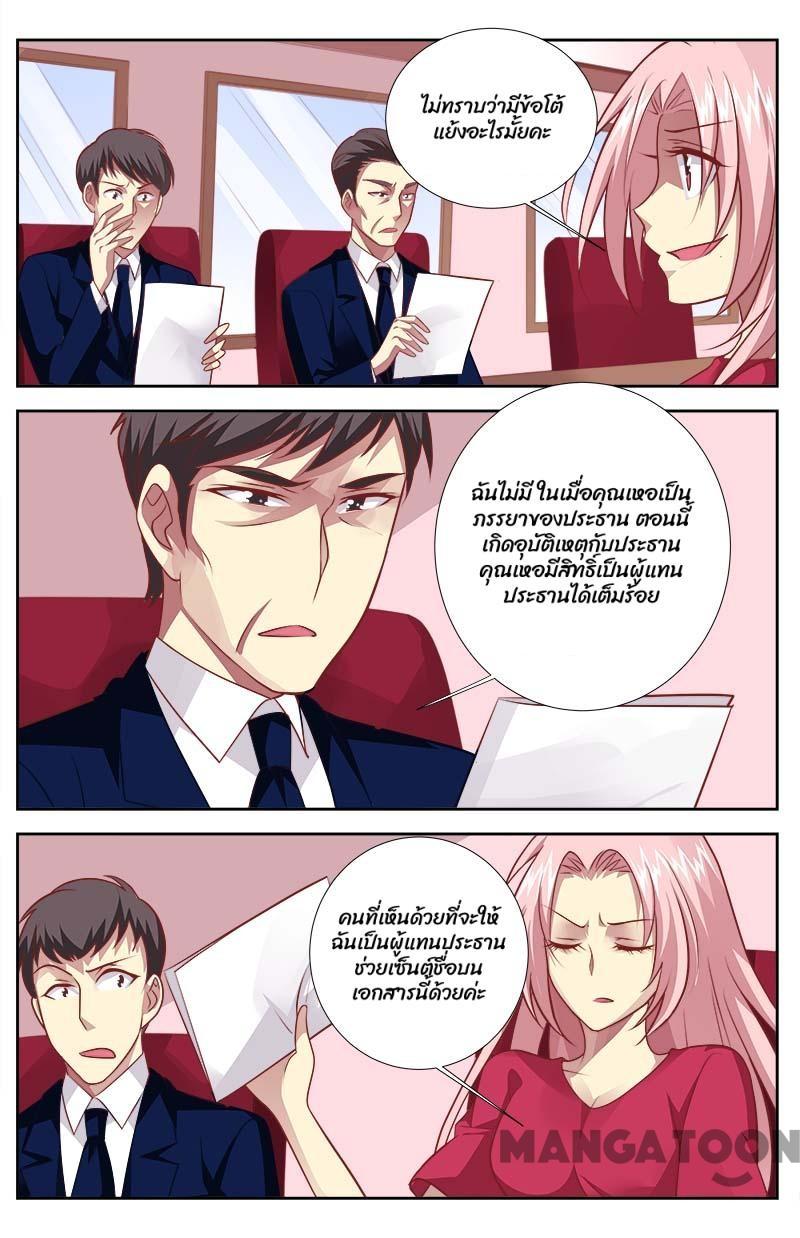 ไม่ทราบว่ามีข้อโต้
แย้งอะไรมั้ยคะ
ฉันไม่มี ในเมื่อคุณเหอเป็น
ภรรยาของประธาน ตอนนี้
เกิดอุบัติเหตุกับประธาน
คุณเหอมีสิทธิ์เป็นผู้แทน
ประธานได้เต็มร้อย
คนที่เห็นด้วยที่จะให้
ฉันเป็นผู้แทนประธาน
ช่วยเซ็นต์ชื่อบน
เอกสารนี้ด้วยค่ะ
MANGATOON